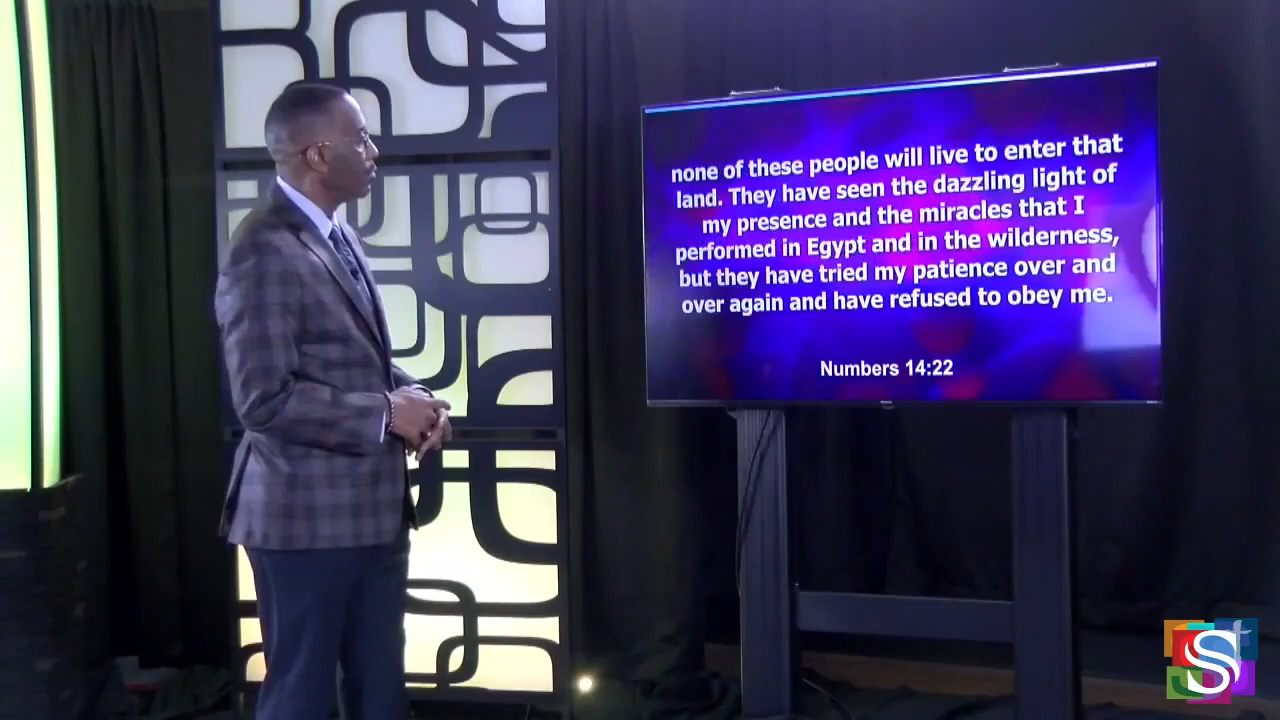 none of these people will live to enter that
land. They have seen the dazzling light of
my presence and the miracles that I
performed in Egypt and in the wilderness,
but they have tried my patience over and
over again and have refused to obey me.
Numbers 14:22
S